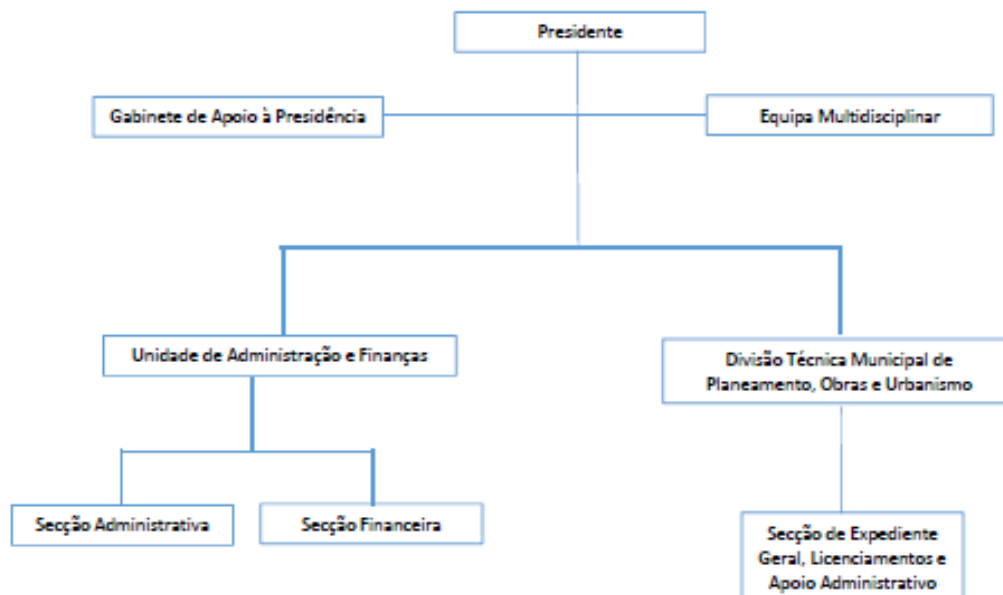 Presidente
Gabinete de Apoio à Presidência
Equipa Multidisciplinar
Unidade de Administração e Finanças
Divisão Técnica Municipal de
Planeamento, Obras e Urbanismo
Secção Administrativa
Secção Financeira
Secção de Expediente
Geral, Licenciamentos e
Apoio Administrativo